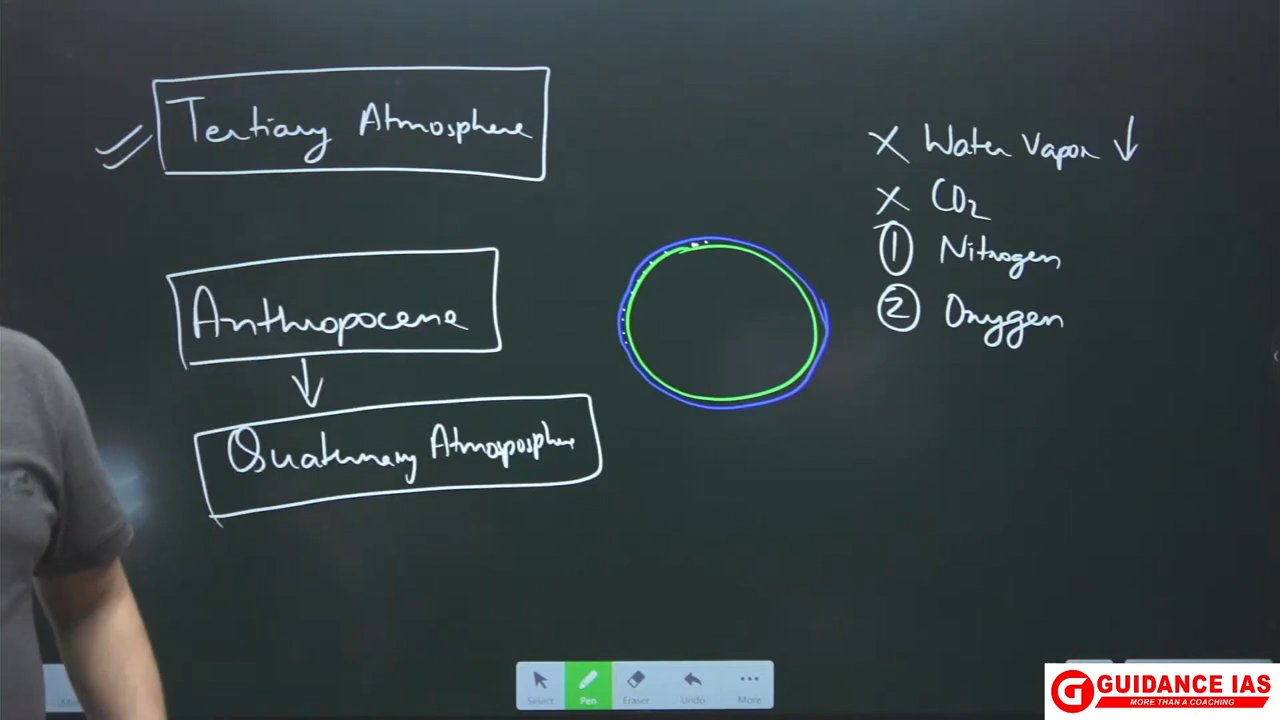 Tertiary Atmosphere
Anthropocene
Quaternary Atmposphere
X Water Vapor ↓
X CO2
1 Nitrogen
2 Oxygen
Select
Pen
Eraser
Undo
More
G GUIDANCE IAS
MORE THAN A COACHING